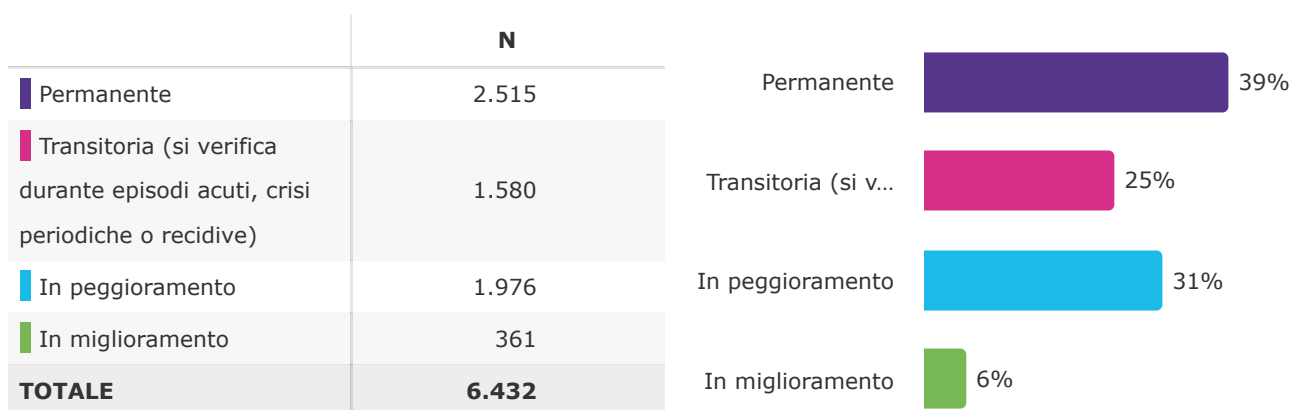 N
Permanente 2.515
Transitoria (si verifica
durante episodi acuti, crisi 1.580
periodiche o recidive)
In peggioramento 1.976
In miglioramento 361
TOTALE 6.432
Permanente 39%
Transitoria (si v... 25%
In peggioramento 31%
In miglioramento 6%